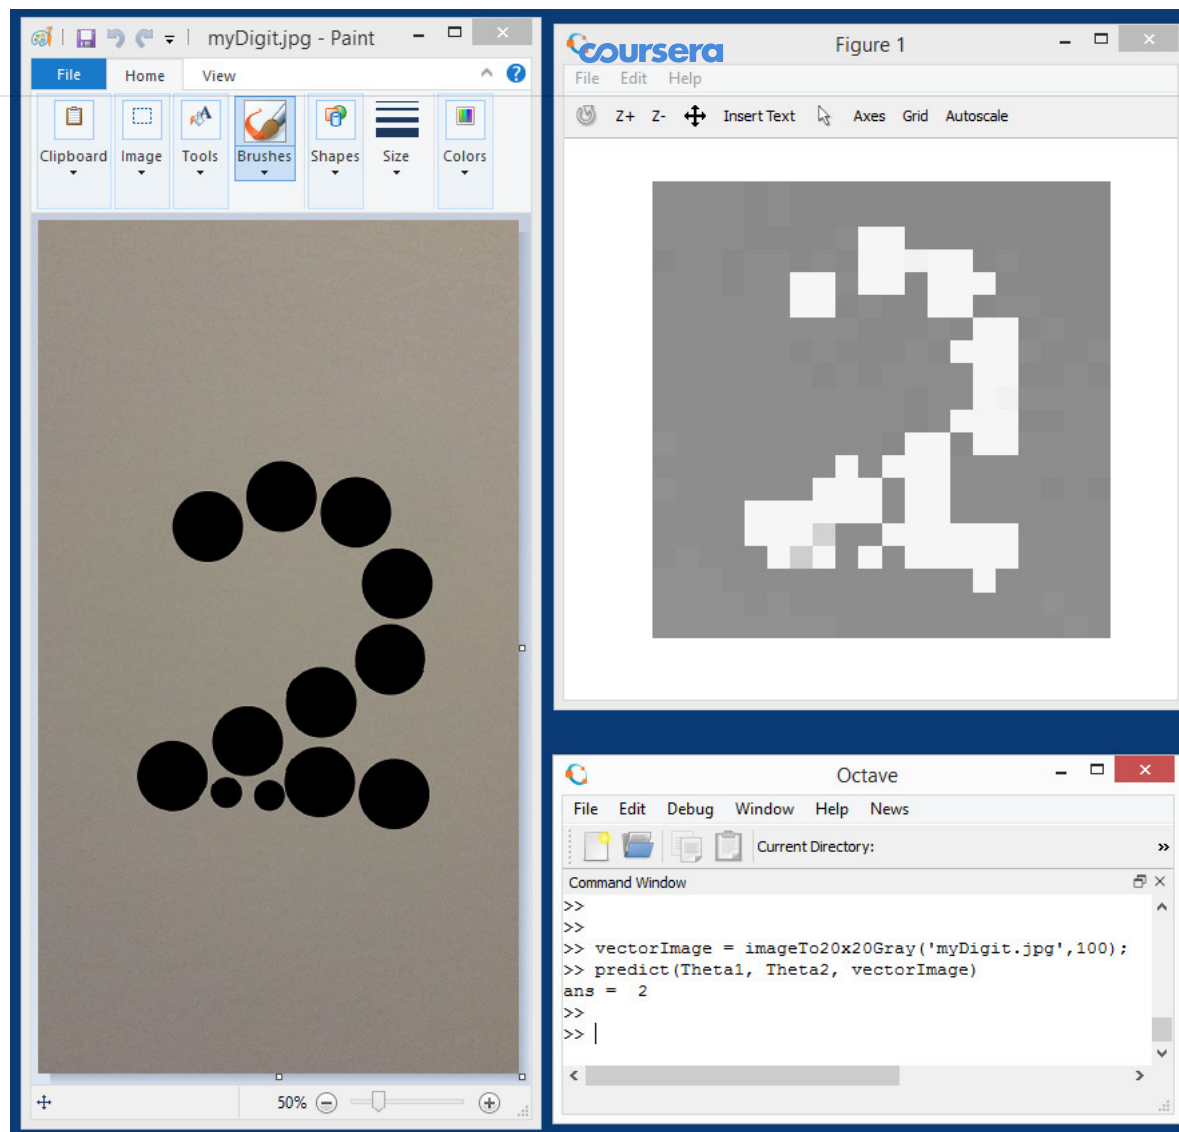 myDigit.jpg - Paint
File Home View
Clipboard Image Tools Brushes Shapes Size Colors
50%
coursera
Figure 1
File Edit Help
Z+ Z- Insert Text Axes Grid Autoscale
2
Octave
File Edit Debug Window Help News
Current Directory:
Command Window
>>
>>
>> vectorImage = imageTo20x20Gray('myDigit.jpg',100);
>> predict(Theta1, Theta2, vectorImage)
ans =  2
>>
>>